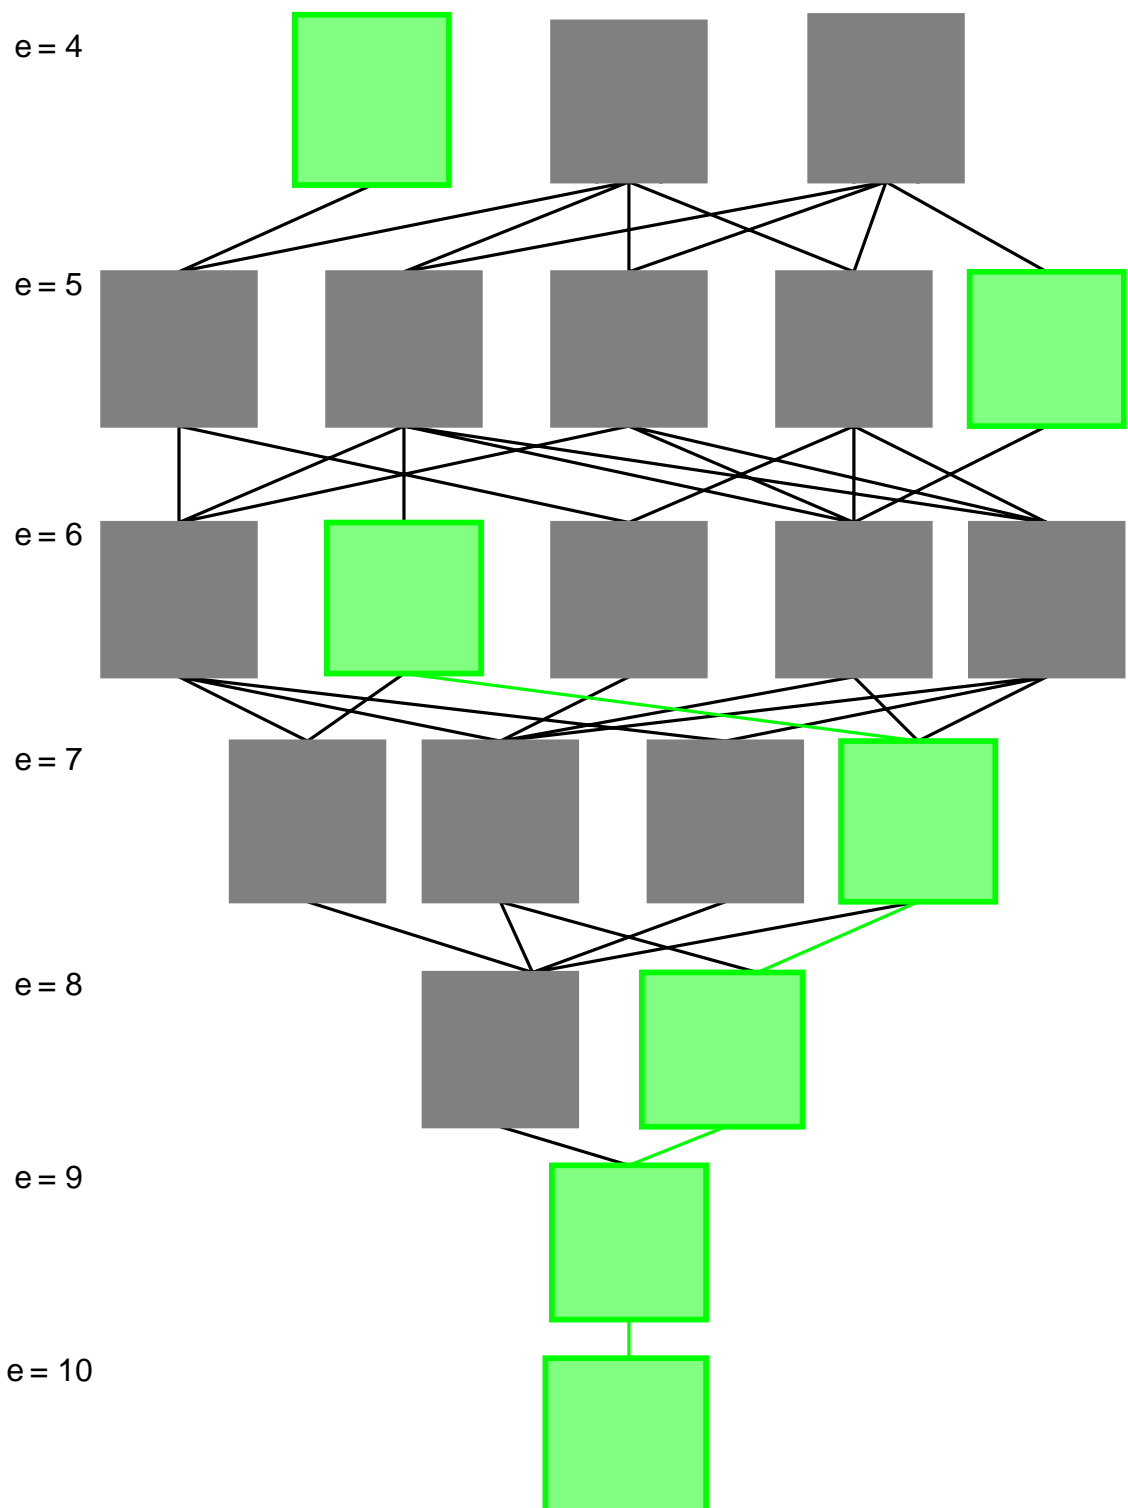 e = 4
e = 5
e = 6
e = 7
e = 8
e = 9
e = 10